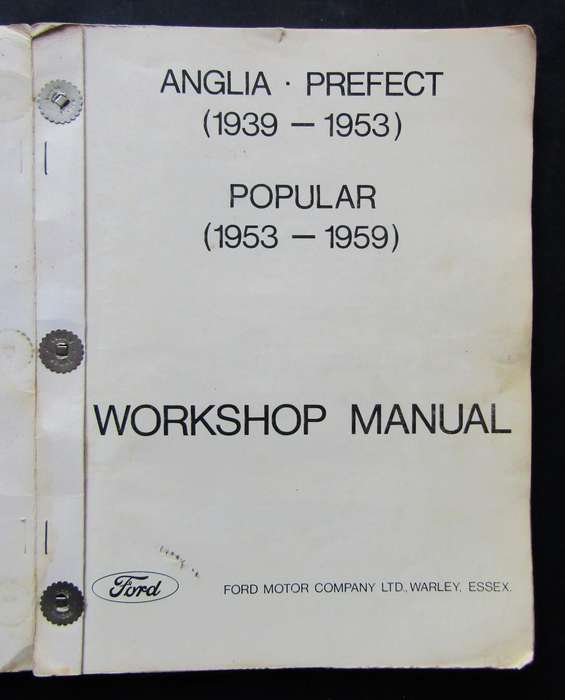 ANGLIA · PREFECT
(1939 — 1953)
POPULAR
(1953 — 1959)
WORKSHOP MANUAL
Ford
FORD MOTOR COMPANY LTD., WARLEY, ESSEX.